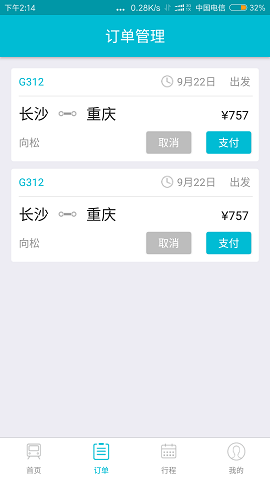 下午2:14 ... 0.28K/s 中国电信 32%
订单管理
G312 9月22日 出发
长沙 重庆 ¥757
向松 取消 支付
G312 9月22日 出发
长沙 重庆 ¥757
向松 取消 支付
首页 订单 行程 我的